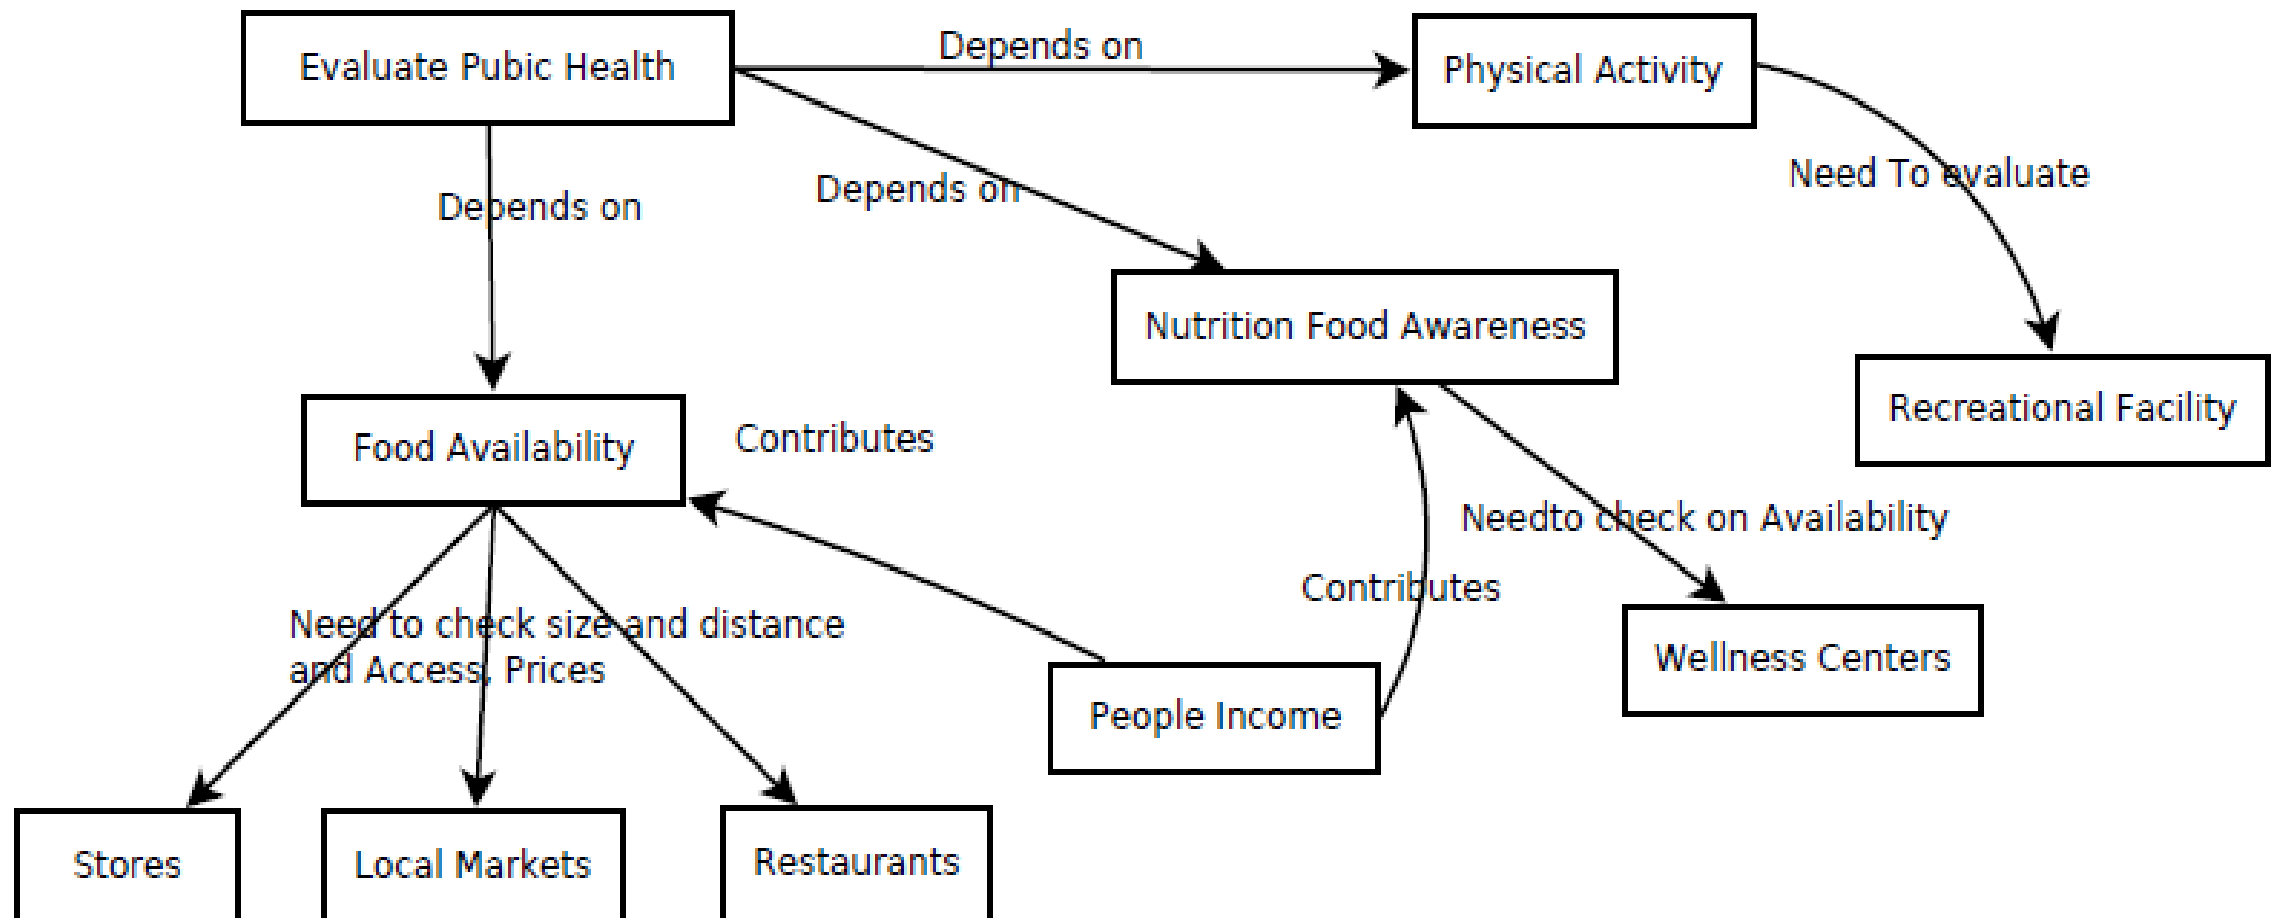 Evaluate Pubic Health
Depends on
Physical Activity
Depends on
Depends on
Need To evaluate
Nutrition Food Awareness
Recreational Facility
Food Availability
Contributes
Needto check on Availability
Contributes
Need to check size and distance
and Access, Prices
Wellness Centers
People Income
Stores
Local Markets
Restaurants